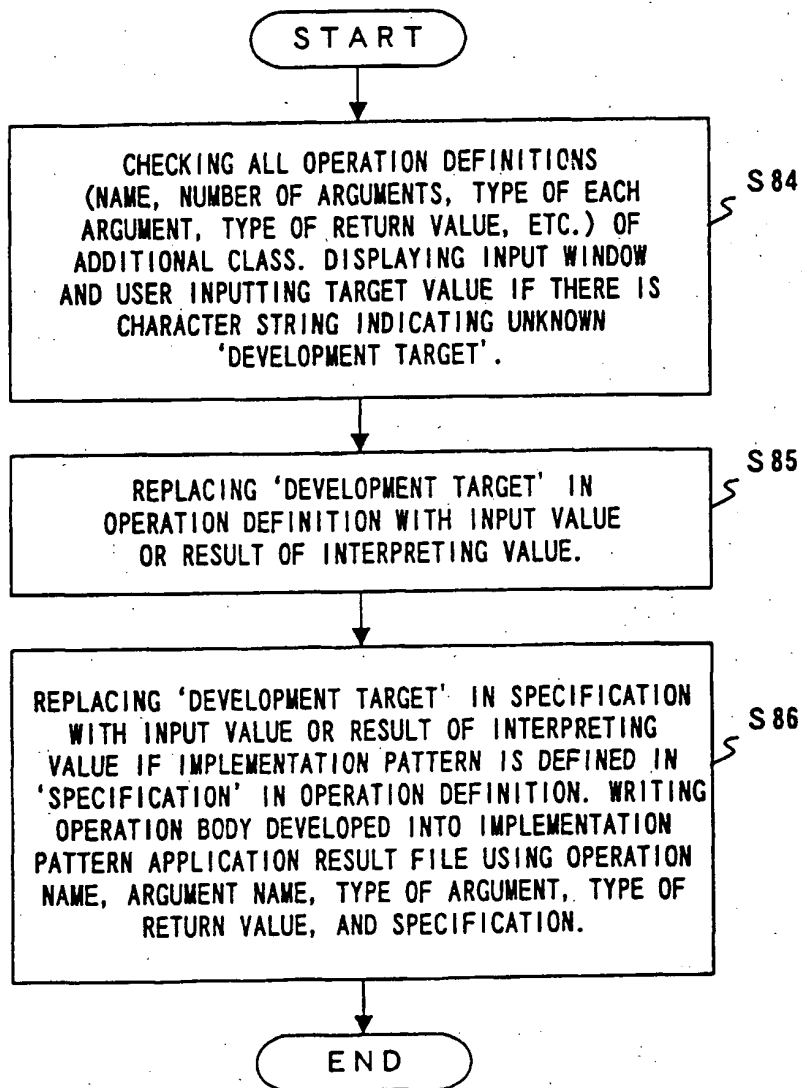 START
CHECKING ALL OPERATION DEFINITIONS
(NAME, NUMBER OF ARGUMENTS, TYPE OF EACH
ARGUMENT, TYPE OF RETURN VALUE, ETC.) OF
ADDITIONAL CLASS. DISPLAYING INPUT WINDOW
AND USER INPUTTING TARGET VALUE IF THERE IS
CHARACTER STRING INDICATING UNKNOWN
'DEVELOPMENT TARGET'.
S84
REPLACING 'DEVELOPMENT TARGET' IN
OPERATION DEFINITION WITH INPUT VALUE
OR RESULT OF INTERPRETING VALUE.
S85
REPLACING 'DEVELOPMENT TARGET' IN SPECIFICATION
WITH INPUT VALUE OR RESULT OF INTERPRETING
VALUE IF IMPLEMENTATION PATTERN IS DEFINED IN
'SPECIFICATION' IN OPERATION DEFINITION. WRITING
OPERATION BODY DEVELOPED INTO IMPLEMENTATION
PATTERN APPLICATION RESULT FILE USING OPERATION
NAME, ARGUMENT NAME, TYPE OF ARGUMENT, TYPE OF
RETURN VALUE, AND SPECIFICATION.
S86
END